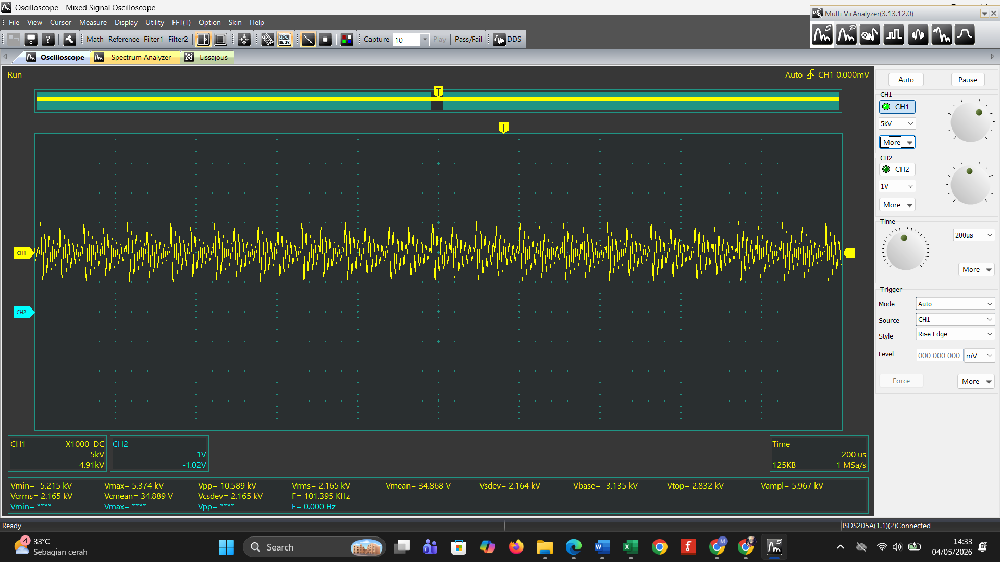 Oscilloscope - Mixed Signal Oscilloscope
Multi VirAnalyzer(3.13.12.0)
File View Cursor Measure Display Utility FFT(T) Option Skin Help
Math Reference Filter1 Filter2 Capture 10 Play Pass/Fail DDS
Oscilloscope Spectrum Analyzer Lissajous
Run
Auto CH1 0.000mV
T
T
Auto Pause
CH1
CH1
5kV
More
CH2
CH2
1V
More
Time
200us
More
Trigger
Mode Auto
Source CH1
Style Rise Edge
Level 000 000 000 mV
Force More
CH1
CH2
CH1 X1000 DC
5kV
4.91kV
CH2
1V
-1.02V
Time
200 us
125KB 1 MSa/s
Vmin= -5.215 kV Vmax= 5.374 kV Vpp= 10.589 kV Vrms= 2.165 kV Vmean= 34.868 V Vsdev= 2.164 kV Vbase= -3.135 kV Vtop= 2.832 kV Vampl= 5.967 kV
Vcrms= 2.165 kV Vcmean= 34.889 V Vcsdev= 2.165 kV F= 101.395 KHz
Vmin= **** Vmax= **** Vpp= **** F= 0.000 Hz
Ready
ISDS205A(1.1)(2)Connected
4
33°C
Sebagian cerah
Search
M
14:33
04/05/2026